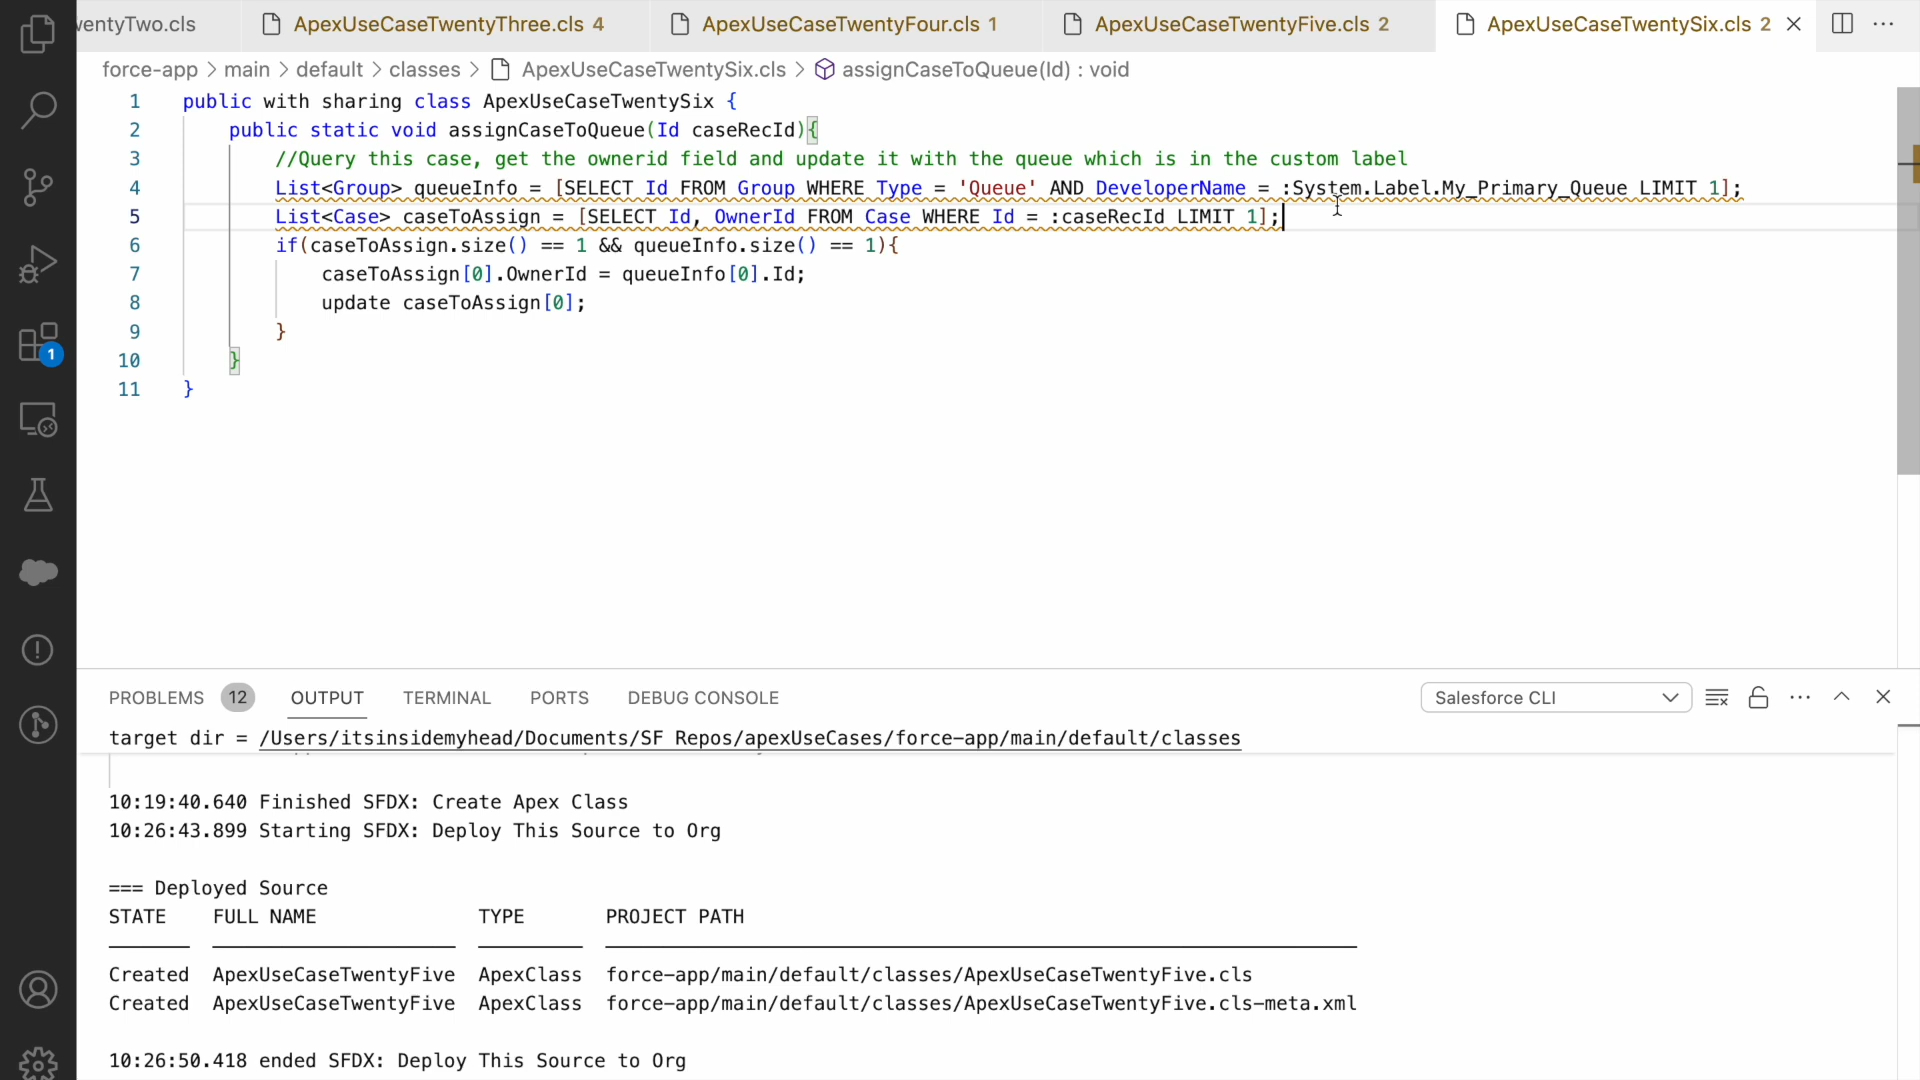 wentyTwo.cls
ApexUseCaseTwentyThree.cls 4
ApexUseCaseTwentyFour.cls 1
ApexUseCaseTwentyFive.cls 2
ApexUseCaseTwentySix.cls 2
force-app > main > default > classes > ApexUseCaseTwentySix.cls > assignCaseToQueue(Id) : void
1 public with sharing class ApexUseCaseTwentySix {
2 public static void assignCaseToQueue(Id caseRecId){
3 //Query this case, get the ownerid field and update it with the queue which is in the custom label
4 List<Group> queueInfo = [SELECT Id FROM Group WHERE Type = 'Queue' AND DeveloperName = :System.Label.My_Primary_Queue LIMIT 1];
5 List<Case> caseToAssign = [SELECT Id, OwnerId FROM Case WHERE Id = :caseRecId LIMIT 1];
6 if(caseToAssign.size() == 1 && queueInfo.size() == 1){
7 caseToAssign[0].OwnerId = queueInfo[0].Id;
8 update caseToAssign[0];
9 }
10 }
11 }
1
PROBLEMS 12 OUTPUT TERMINAL PORTS DEBUG CONSOLE Salesforce CLI
target dir = /Users/itsinsidemyhead/Documents/SF Repos/apexUseCases/force-app/main/default/classes
10:19:40.640 Finished SFDX: Create Apex Class
10:26:43.899 Starting SFDX: Deploy This Source to Org
=== Deployed Source
STATE FULL NAME TYPE PROJECT PATH
Created ApexUseCaseTwentyFive ApexClass force-app/main/default/classes/ApexUseCaseTwentyFive.cls
Created ApexUseCaseTwentyFive ApexClass force-app/main/default/classes/ApexUseCaseTwentyFive.cls-meta.xml
10:26:50.418 ended SFDX: Deploy This Source to Org